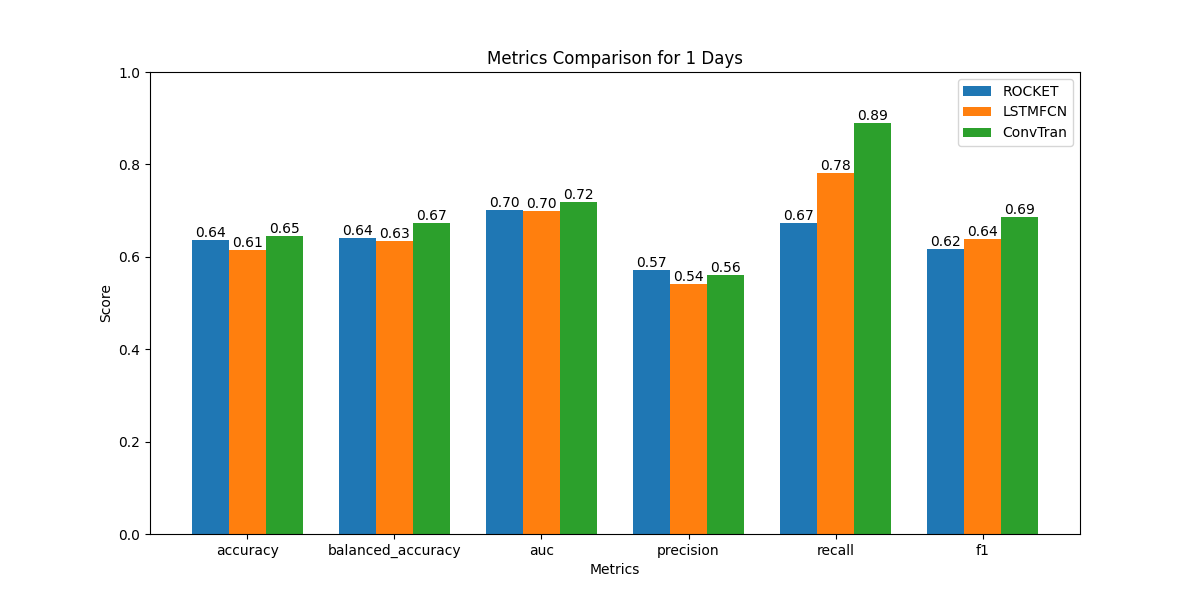 Metrics Comparison for 1 Days
1.0
0.8
0.6
0.4
0.2
0.0
Score
ROCKET
LSTMFCN
ConvTran
0.64
0.61
0.65
0.64
0.63
0.67
0.70
0.70
0.72
0.57
0.54
0.56
0.67
0.78
0.89
0.62
0.64
0.69
accuracy
balanced_accuracy
auc
precision
recall
f1
Metrics